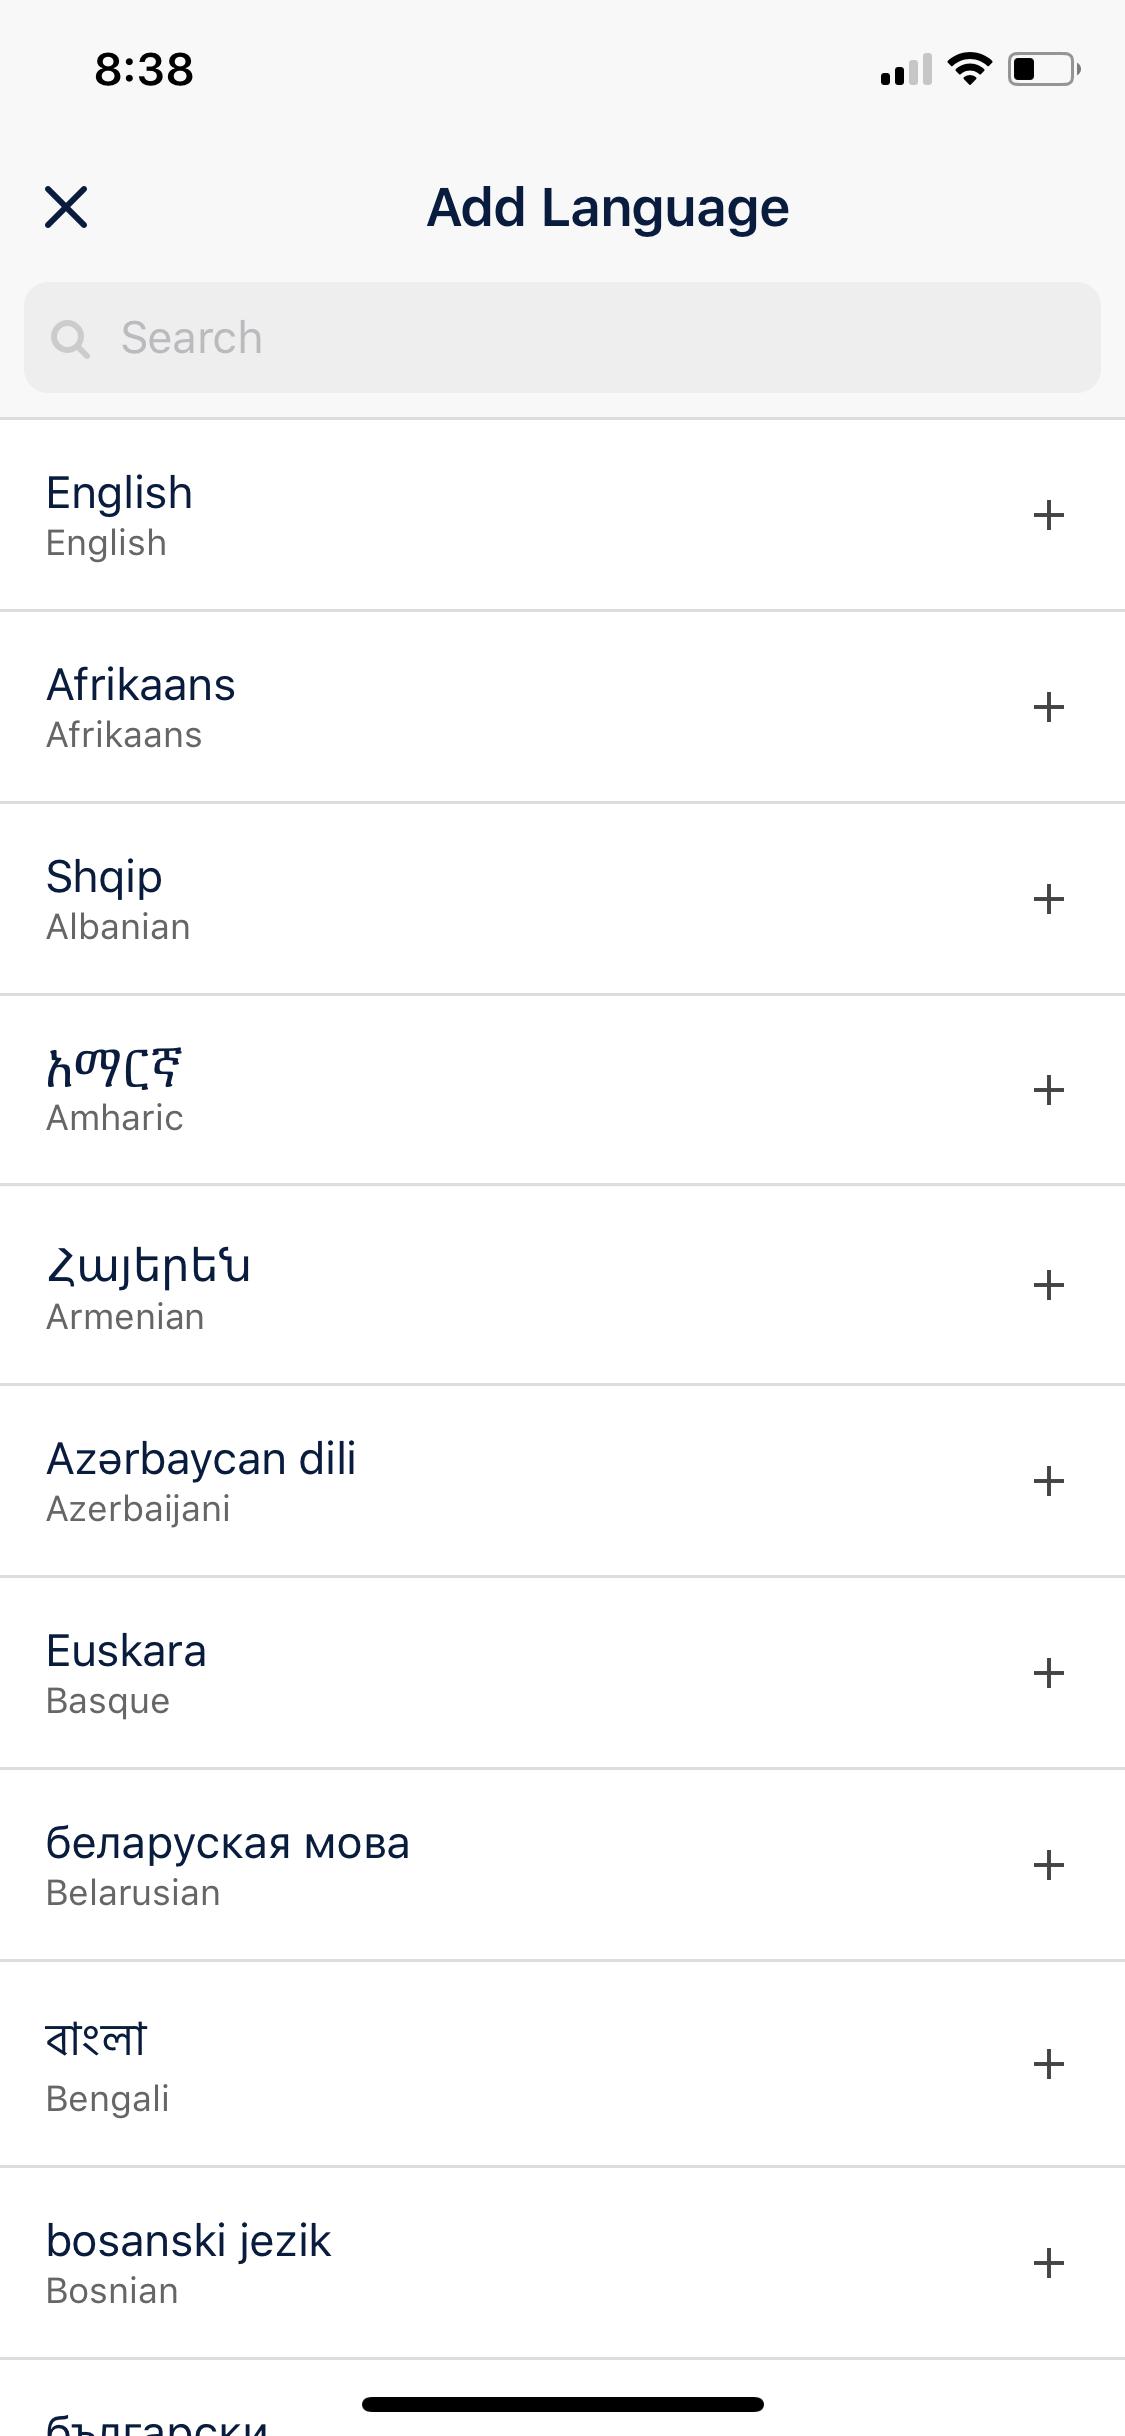 8:38
Add Language
Search
English
English
Afrikaans
Afrikaans
Shqip
Albanian
አማርኛ
Amharic
Հայերեն
Armenian
Azərbaycan dili
Azerbaijani
Euskara
Basque
беларуская мова
Belarusian
বাংলা
Bengali
bosanski jezik
Bosnian
български